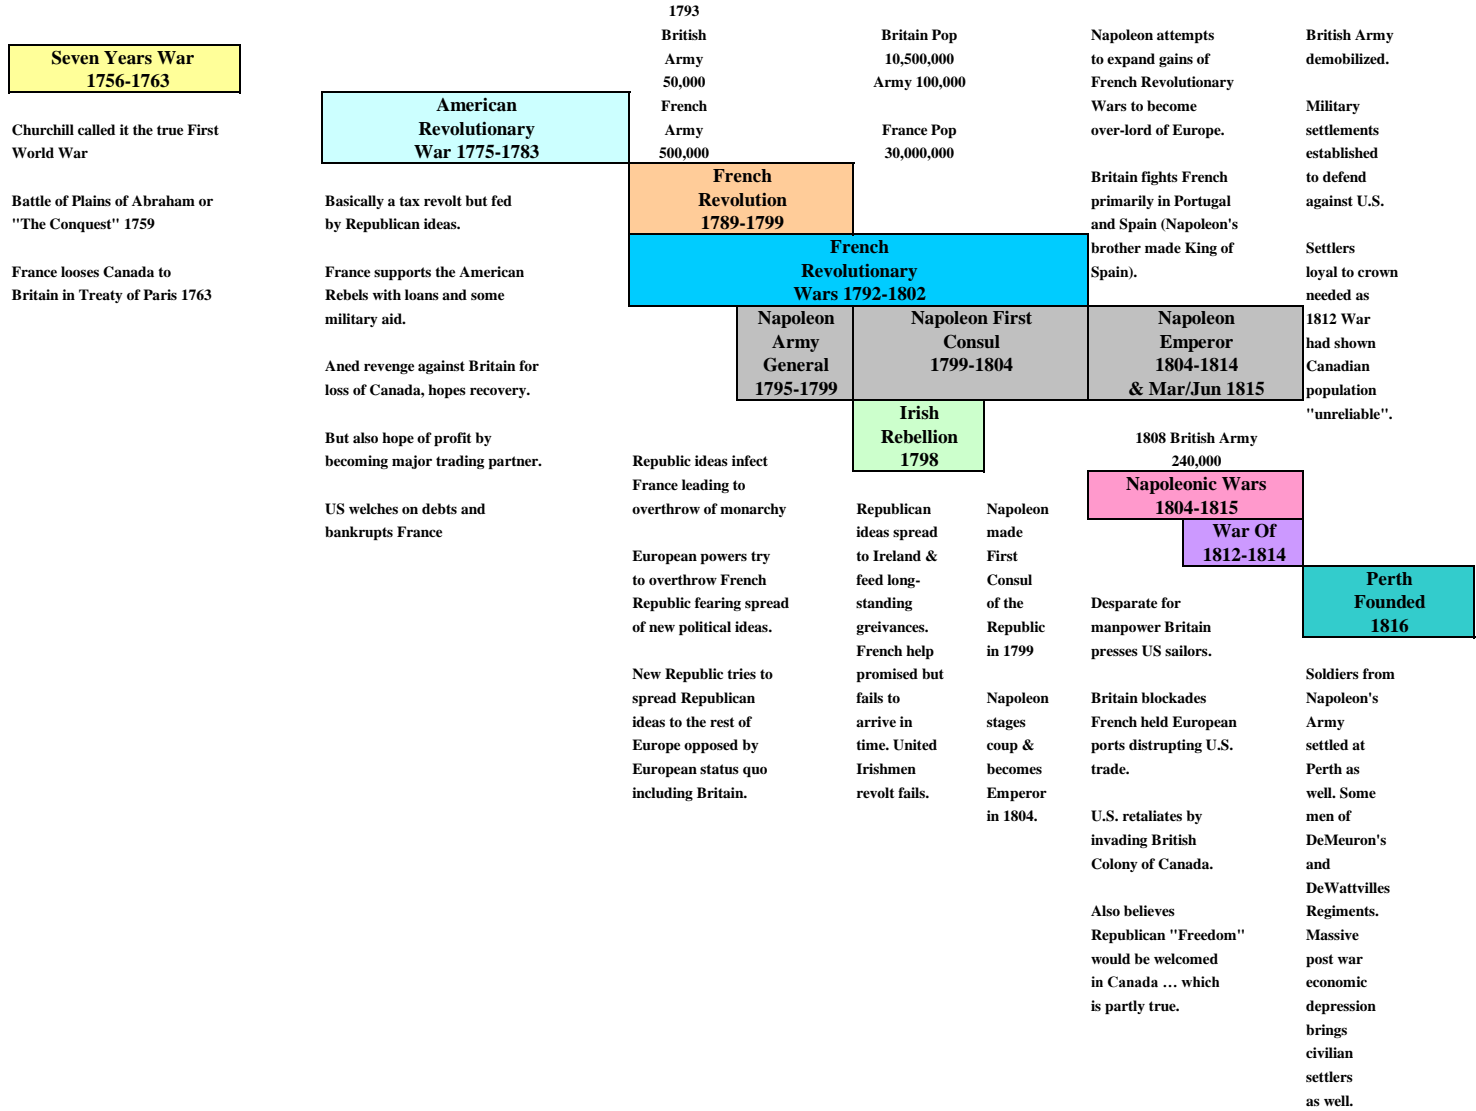 Seven Years War
1756-1763
Churchill called it the true First
World War
Battle of Plains of Abraham or
"The Conquest" 1759
France looses Canada to
Britain in Treaty of Paris 1763
American
Revolutionary
War 1775-1783
Basically a tax revolt but fed
by Republican ideas.
France supports the American
Rebels with loans and some
military aid.
Aned revenge against Britain for
loss of Canada, hopes recovery.
But also hope of profit by
becoming major trading partner.
US welches on debts and
bankrupts France
1793
British
Army
50,000
French
Army
500,000
French
Revolution
1789-1799
Britain Pop
10,500,000
Army 100,000
France Pop
30,000,000
French
Revolutionary
Wars 1792-1802
Napoleon
Army
General
1795-1799
Napoleon First
Consul
1799-1804
Napoleon
Emperor
1804-1814
& Mar/Jun 1815
Irish
Rebellion
1798
Republic ideas infect
France leading to
overthrow of monarchy
European powers try
to overthrow French
Republic fearing spread
of new political ideas.
New Republic tries to
spread Republican
ideas to the rest of
Europe opposed by
European status quo
including Britain.
Republican
ideas spread
to Ireland &
feed long-
standing
greivances.
French help
promised but
fails to
arrive in
time. United
Irishmen
revolt fails.
Napoleon
made
First
Consul
of the
Republic
in 1799
Napoleon
stages
coup &
becomes
Emperor
in 1804.
Napoleon attempts
to expand gains of
French Revolutionary
Wars to become
over-lord of Europe.
Britain fights French
primarily in Portugal
and Spain (Napoleon's
brother made King of
Spain).
1808 British Army
240,000
Napoleonic Wars
1804-1815
War Of
1812-1814
Desparate for
manpower Britain
presses US sailors.
Britain blockades
French held European
ports distrupting U.S.
trade.
U.S. retaliates by
invading British
Colony of Canada.
Also believes
Republican "Freedom"
would be welcomed
in Canada … which
is partly true.
British Army
demobilized.
Military
settlements
established
to defend
against U.S.
Settlers
loyal to crown
needed as
1812 War
had shown
Canadian
population
"unreliable".
Perth
Founded
1816
Soldiers from
Napoleon's
Army
settled at
Perth as
well. Some
men of
DeMeuron's
and
DeWattvilles
Regiments.
Massive
post war
economic
depression
brings
civilian
settlers
as well.